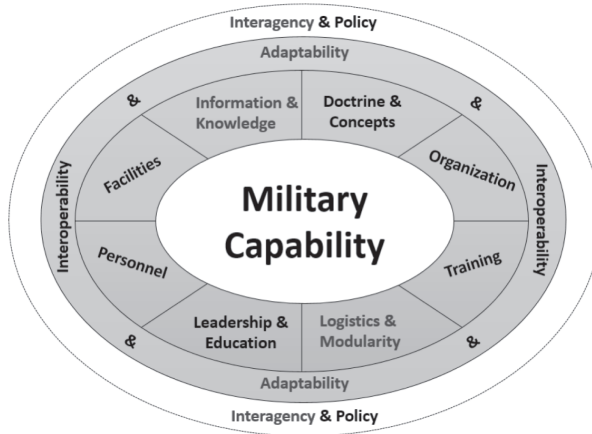 Interagency & Policy
Adaptability
&
&
Information &
Knowledge
Doctrine &
Concepts
Facilities
Organization
Interoperability
Military
Capability
Interoperability
Personnel
Training
Leadership &
Education
Logistics &
Modularity
&
&
Adaptability
Interagency & Policy